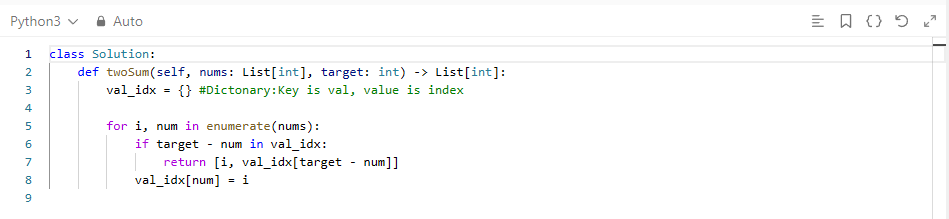 Python3 Auto
1 class Solution:
2     def twoSum(self, nums: List[int], target: int) -> List[int]:
3         val_idx = {} #Dictonary:Key is val, value is index
4
5         for i, num in enumerate(nums):
6             if target - num in val_idx:
7                 return [i, val_idx[target - num]]
8             val_idx[num] = i
9